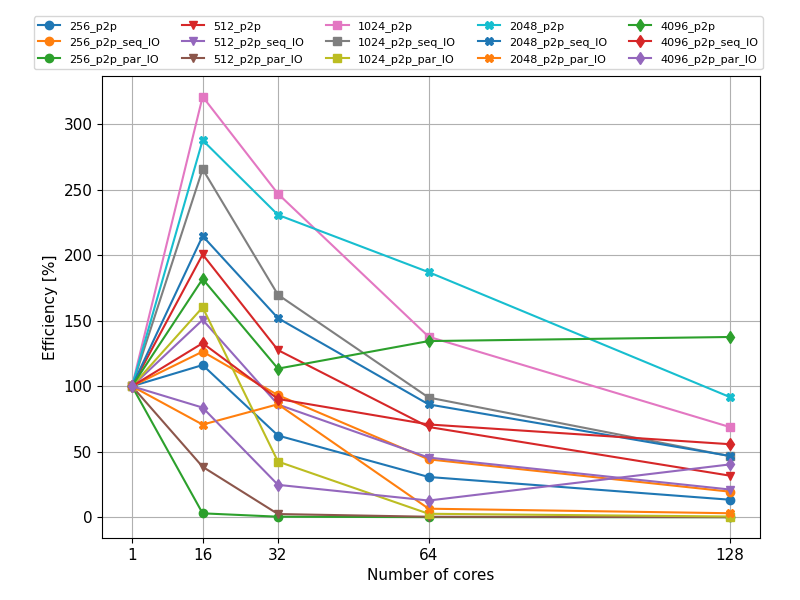 256_p2p 512_p2p 1024_p2p 2048_p2p 4096_p2p
256_p2p_seq_IO 512_p2p_seq_IO 1024_p2p_seq_IO 2048_p2p_seq_IO 4096_p2p_seq_IO
256_p2p_par_IO 512_p2p_par_IO 1024_p2p_par_IO 2048_p2p_par_IO 4096_p2p_par_IO
300
250
200
150
100
50
0
Efficiency [%]
1 16 32 64 128
Number of cores